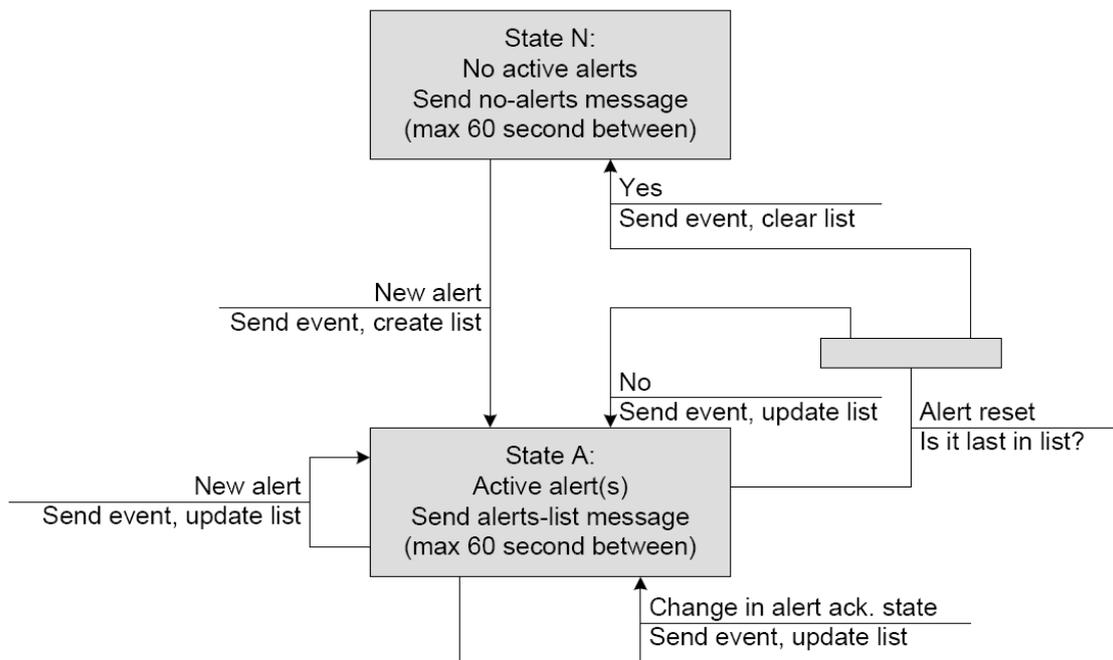 State N:
No active alerts
Send no-alerts message
(max 60 second between)
Yes
Send event, clear list
New alert
Send event, create list
No
Send event, update list
Alert reset
Is it last in list?
State A:
Active alert(s)
Send alerts-list message
(max 60 second between)
New alert
Send event, update list
Change in alert ack. state
Send event, update list